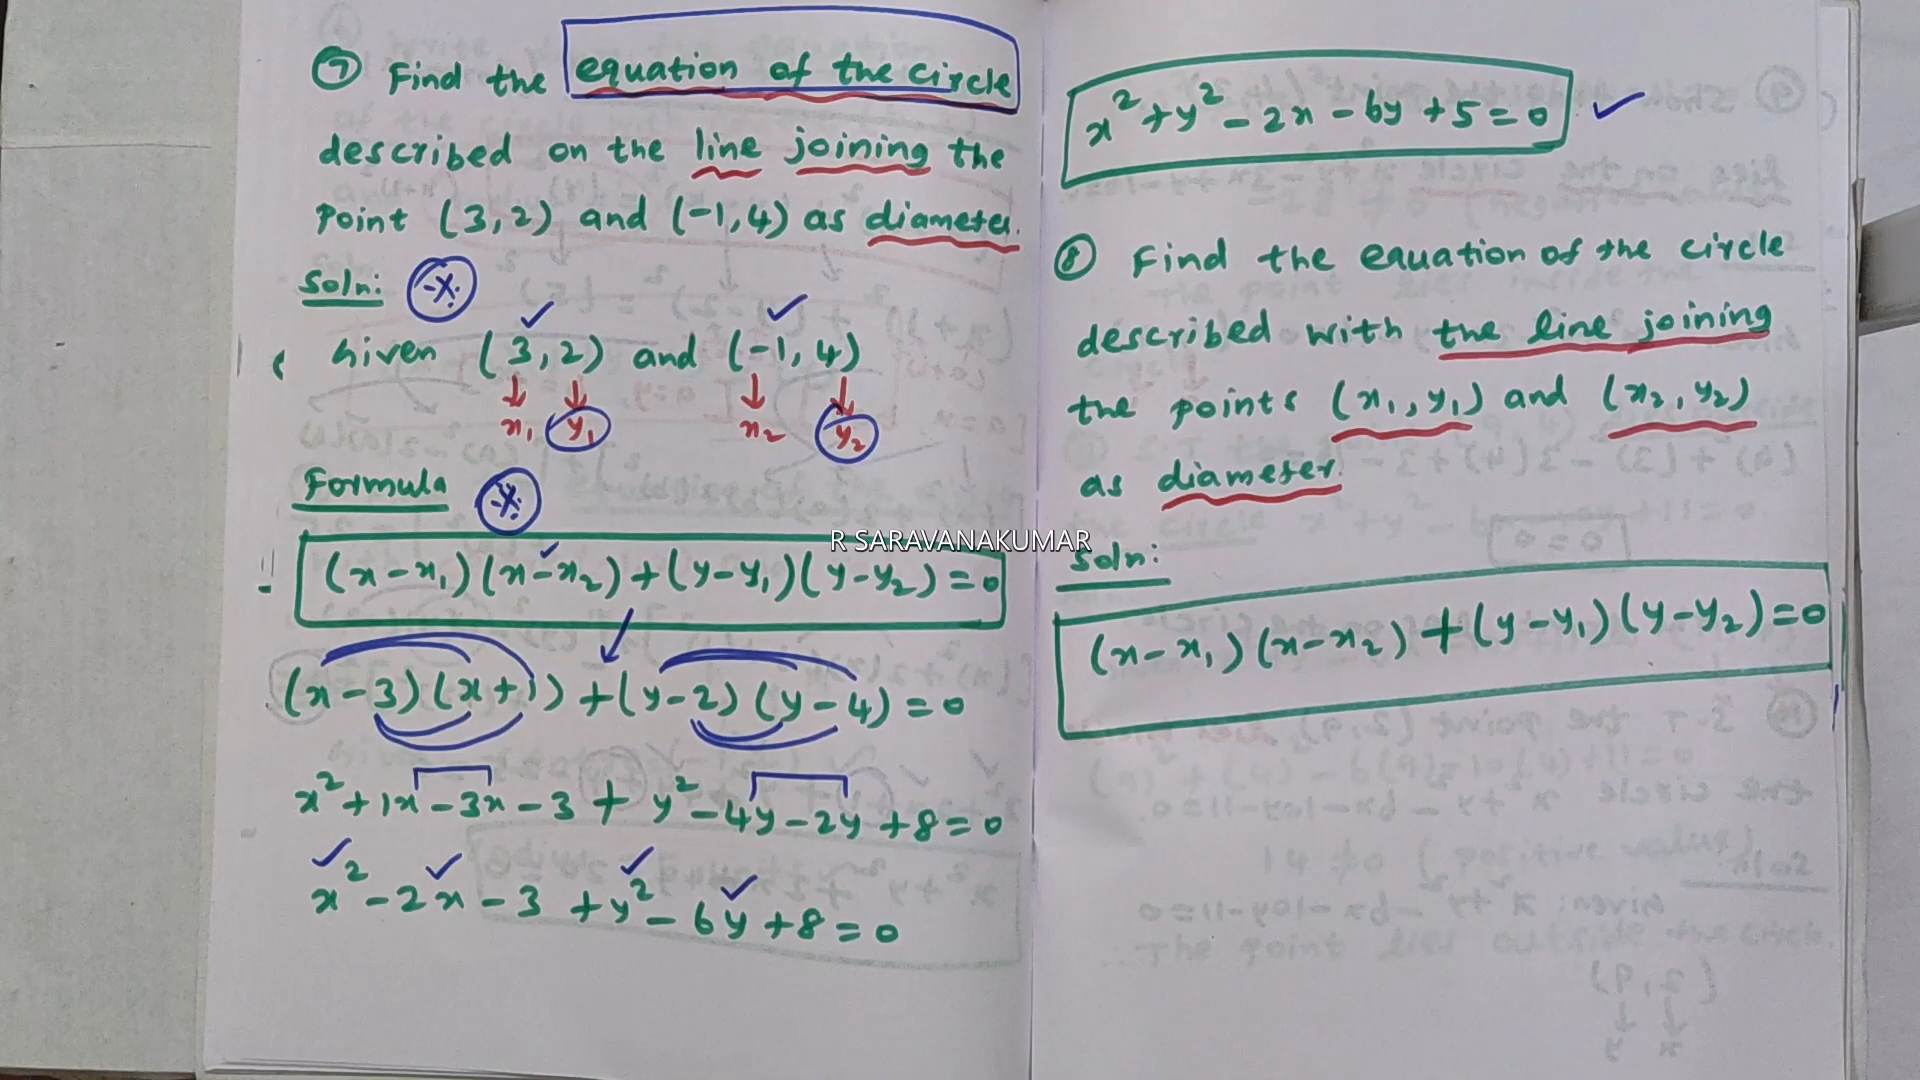 ⑦ Find the equation of the circle
described on the line joining the
point (3,2) and (-1,4) as diameter.
Soln:
Given (3,2) and (-1,4)
x₁ y₁ x₂ y₂
Formula
(x-x₁)(x-x₂)+(y-y₁)(y-y₂)=0
(x-3)(x+1)+(y-2)(y-4)=0
x²+1x-3x-3+y²-4y-2y+8=0
x²-2x-3+y²-6y+8=0
x²+y²-2x-6y+5=0
⑧ Find the equation of the circle
described with the line joining
the points (x₁,y₁) and (x₂,y₂)
as diameter.
R SARAVANAKUMAR
Soln:
(x-x₁)(x-x₂)+(y-y₁)(y-y₂)=0